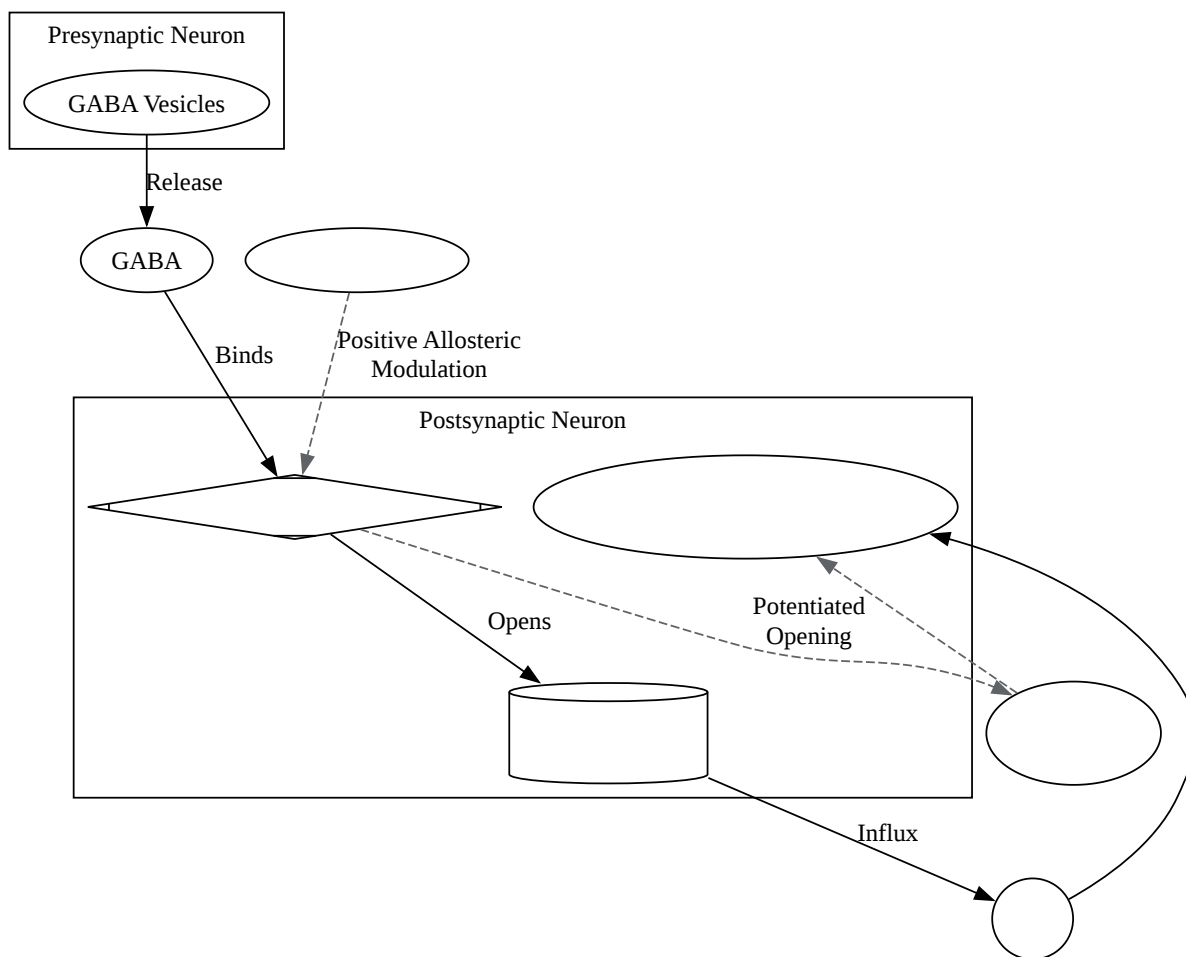 Presynaptic Neuron
GABA Vesicles
Release
GABA
Positive Allosteric
Modulation
Binds
Postsynaptic Neuron
Potentiated
Opening
Opens
Influx